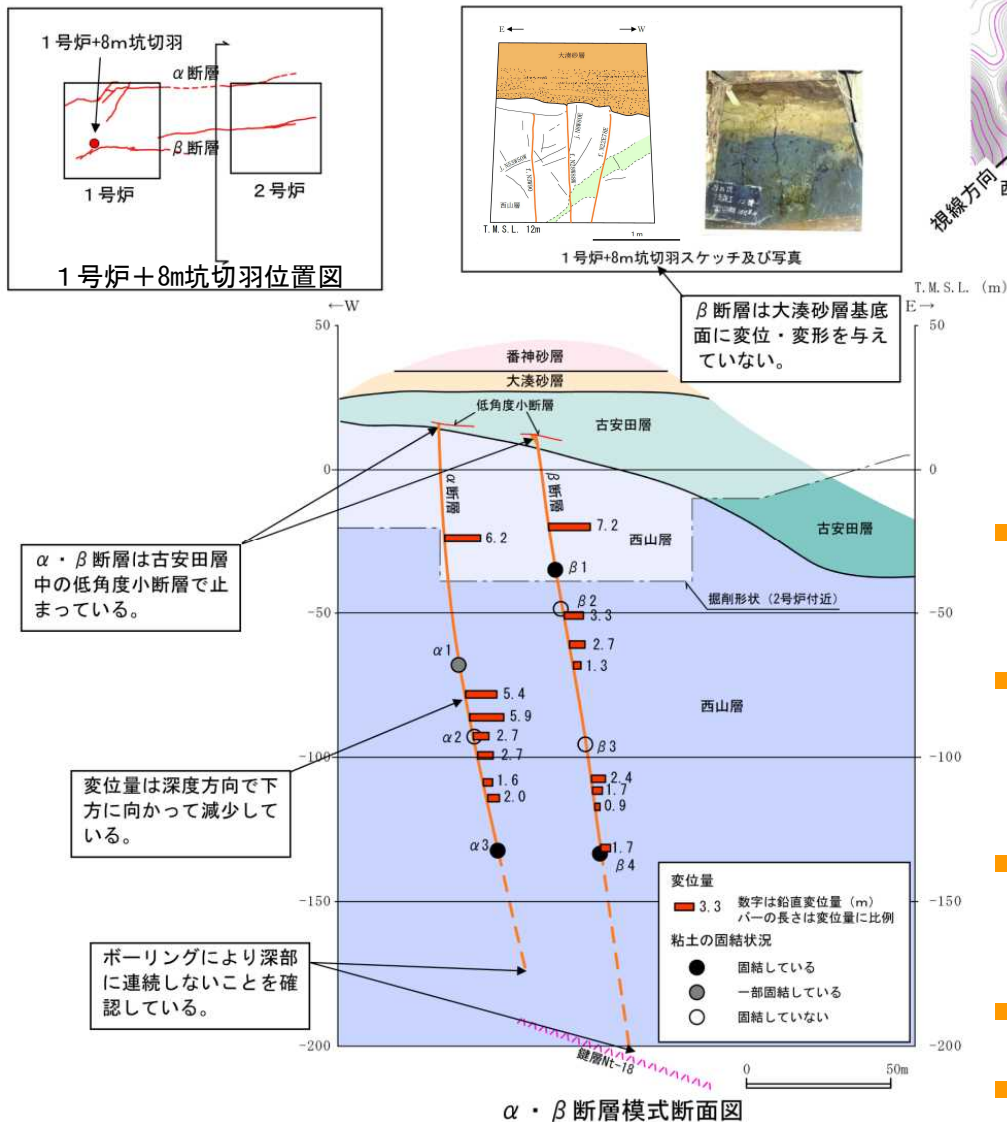 1号炉+8m坑切羽
α断層
β断層
1号炉
2号炉
1号炉+8m坑切羽位置図
E
W
大湊砂層
西山層
T.M.S.L. 12m
1m
1号炉+8m坑切羽スケッチ及び写真
視線方向
β断層は大湊砂層基底
面に変位・変形を与え
ていない。
T.M.S.L. (m)
←W
E→
50
50
番神砂層
大湊砂層
低角度小断層
古安田層
0
0
α断層
β断層
6.2
7.2
西山層
古安田層
α・β断層は古安田層
中の低角度小断層で止
まっている。
β1
掘削形状（2号炉付近）
-50
-50
β2
3.3
2.7
1.3
α1
5.4
5.9
西山層
α2
2.7
β3
-100
-100
2.7
変位量は深度方向で下
方に向かって減少して
いる。
1.6
2.0
2.4
1.7
0.9
α3
1.7
β4
-150
-150
変位量
3.3 数字は鉛直変位量（m）
バーの長さは変位量に比例
粘土の固結状況
固結している
一部固結している
固結していない
ボーリングにより深部
に連続しないことを確
認している。
-200
-200
鍵層Nt-18
0
50m
α・β断層模式断面図